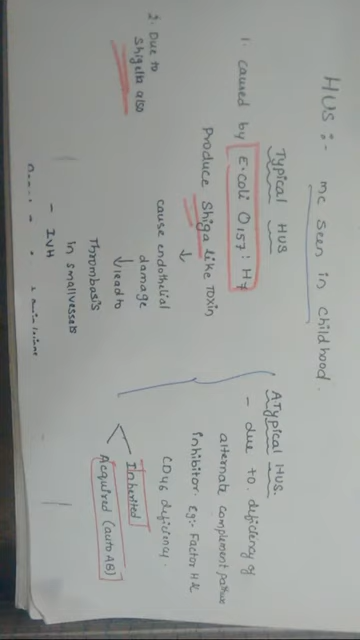 HUS :- mc seen in childhood.
Typical HUS
1. caused by E.coli O157:H7
Produce Shiga like toxin
↓
cause endothelial
damage
↓ lead to
Thrombosis
in small vessels
- IVH
2. Due to
Shigella also
ATypical HUS.
- due to deficiency of
alternate complement pathw
inhibitor. Eg:- Factor H &
CD46 deficiency.
Inherited
Acquired (auto AB)